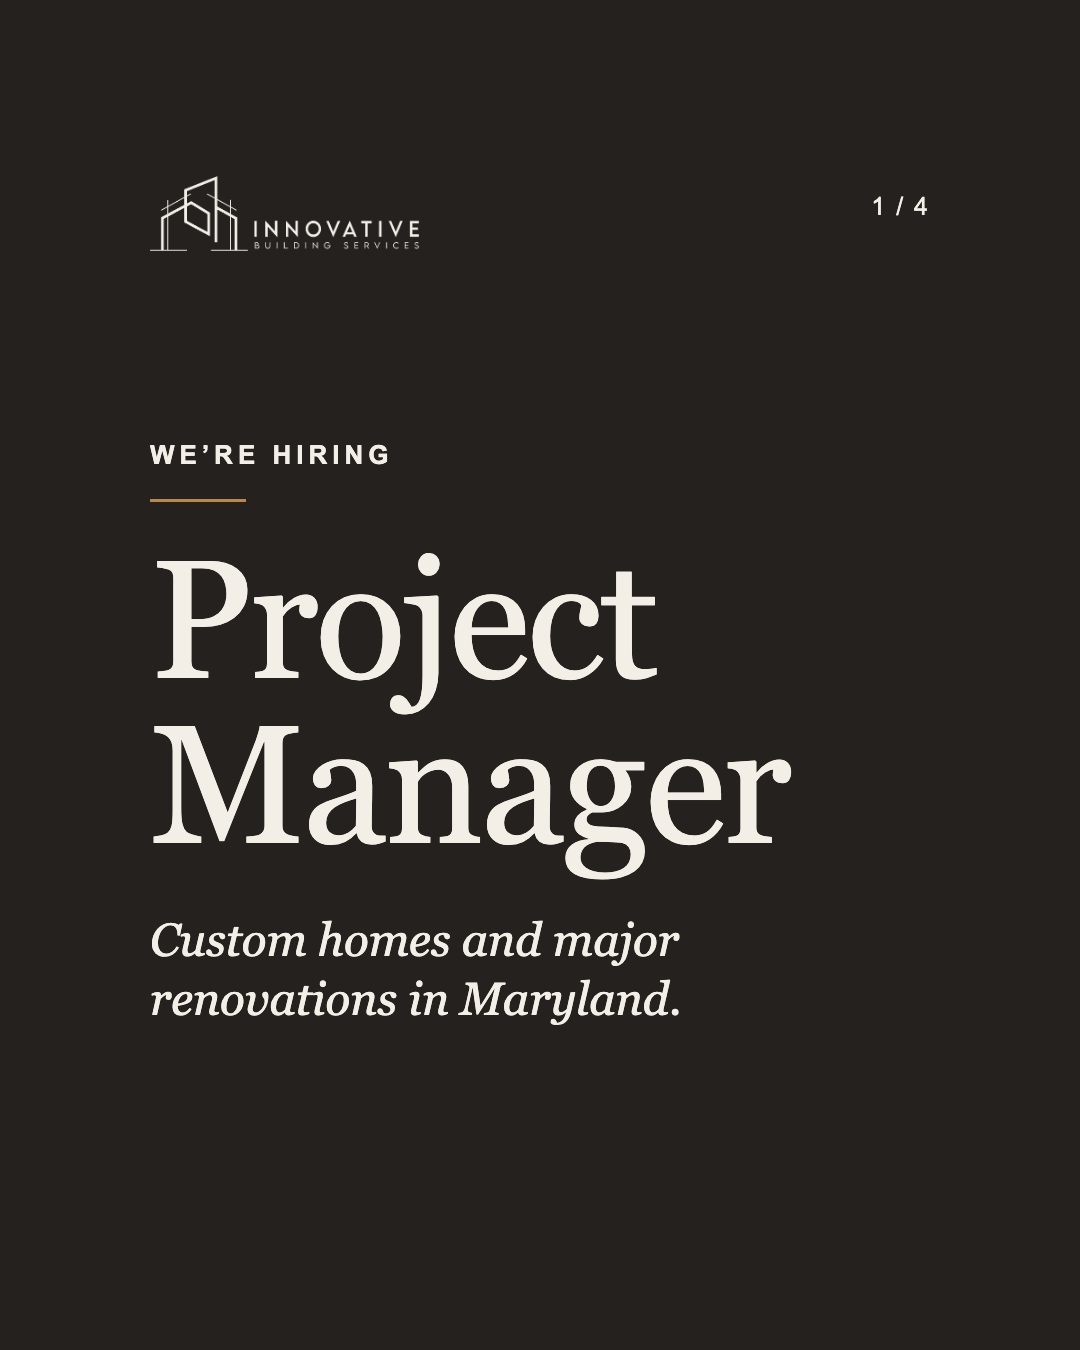 INNOVATIVE
BUILDING SERVICES
1 / 4
WE’RE HIRING
Project
Manager
Custom homes and major
renovations in Maryland.